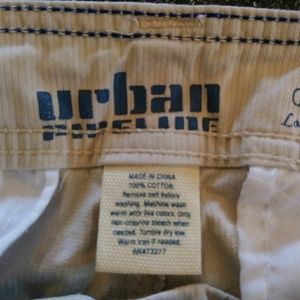 urban
PIPELINE
MADE IN CHINA
100% COTTON
Remove belt before
washing. Machine wash
warm with like colors. Only
non-chlorine bleach when
needed. Tumble dry low.
Warm iron if needed.
RN#73277